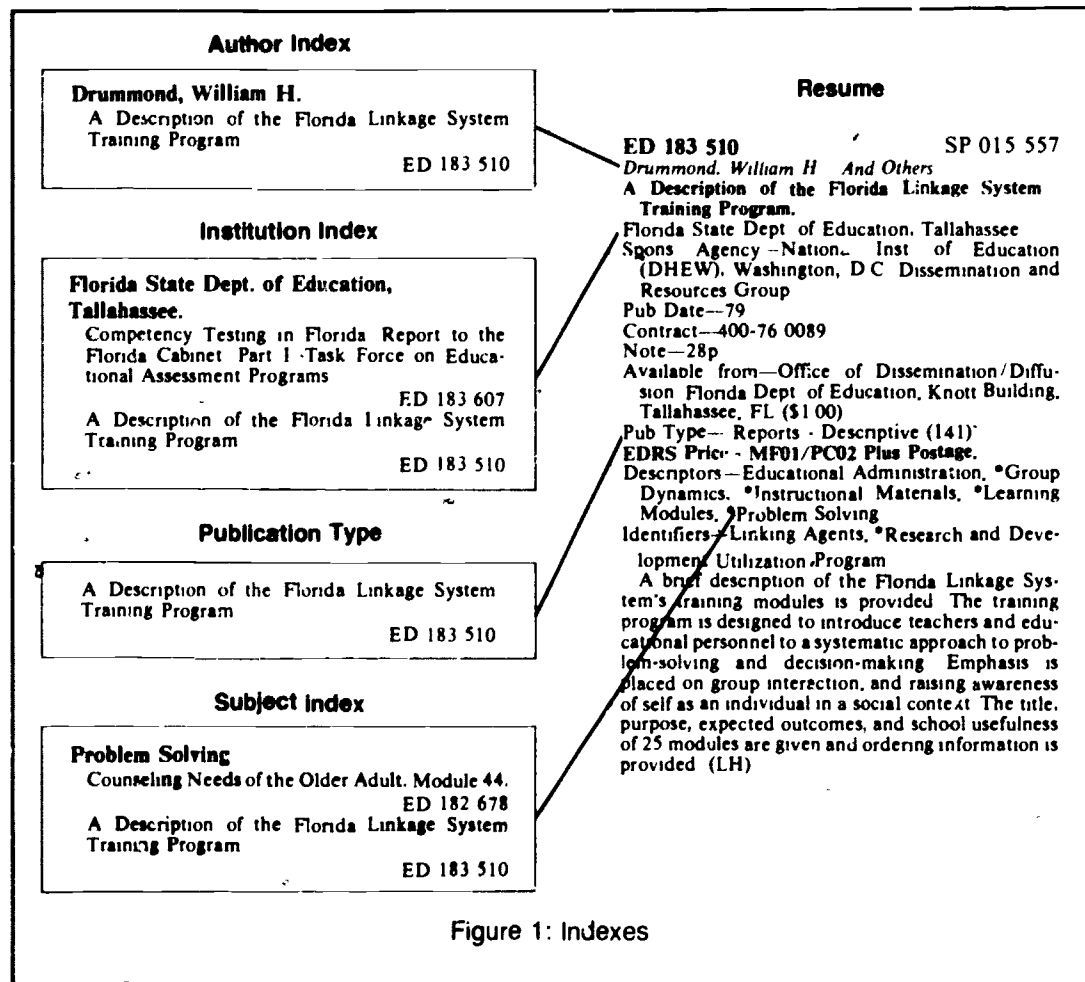 Author Index
Drummond, William H.
A Description of the Florida Linkage System
Training Program
ED 183 510
Institution Index
Florida State Dept. of Education,
Tallahassee.
Competency Testing in Florida Report to the
Florida Cabinet Part I Task Force on Educa-
tional Assessment Programs
ED 183 607
A Description of the Florida Linkage System
Training Program
ED 183 510
Publication Type
A Description of the Florida Linkage System
Training Program
ED 183 510
Subject index
Problem Solving
Counseling Needs of the Older Adult. Module 44.
ED 182 678
A Description of the Florida Linkage System
Training Program
ED 183 510
Resume
ED 183 510 SP 015 557
Drummond. William H And Others
A Description of the Florida Linkage System
Training Program.
Florida State Dept of Education, Tallahassee
Spons Agency—Nation. Inst of Education
(DHEW), Washington, D C Dissemination and
Resources Group
Pub Date—79
Contract—400-76 0089
Note—28p
Available from—Office of Dissemination/Diffu-
sion Florida Dept of Education, Knott Building,
Tallahassee, FL ($1 00)
Pub Type— Reports - Descriptive (141)
EDRS Price - MF01/PC02 Plus Postage.
Descriptors—Educational Administration, *Group
Dynamics, *Instructional Materials, *Learning
Modules, *Problem Solving
Identifiers—Linking Agents, *Research and Deve-
lopment Utilization Program
A brief description of the Florida Linkage Sys-
tem's training modules is provided The training
program is designed to introduce teachers and edu-
cational personnel to a systematic approach to prob-
lem-solving and decision-making Emphasis is
placed on group interaction, and raising awareness
of self as an individual in a social context The title,
purpose, expected outcomes, and school usefulness
of 25 modules are given and ordering information is
provided (LH)
Figure 1: Indexes